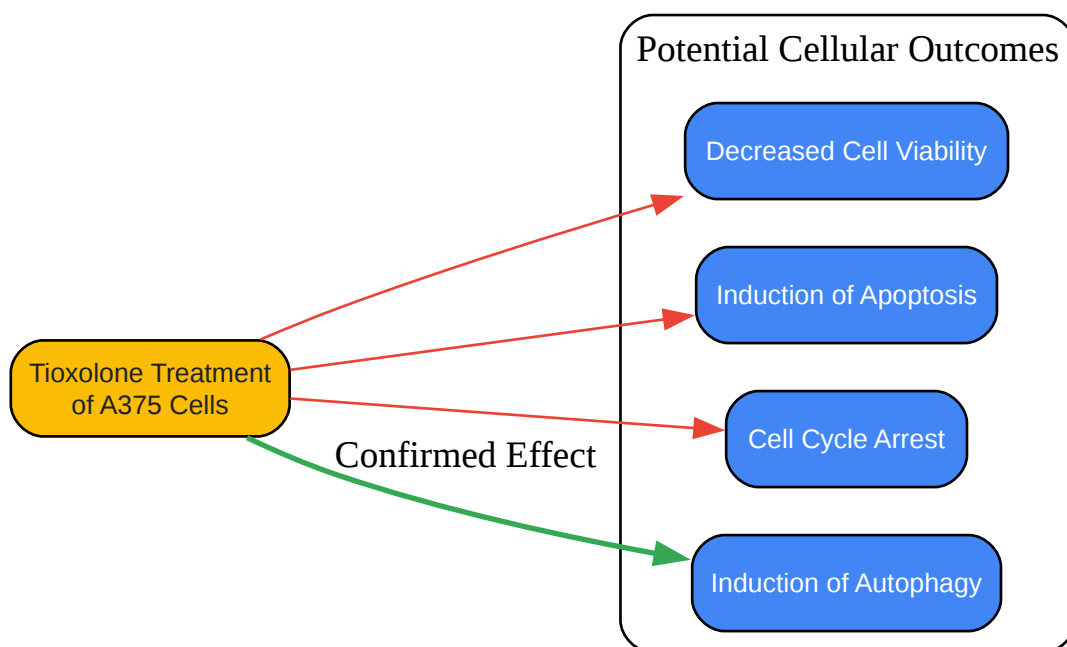 Potential Cellular Outcomes
Decreased Cell Viability
Induction of Apoptosis
Tioxolone Treatment
of A375 Cells
Cell Cycle Arrest
Confirmed Effect
Induction of Autophagy